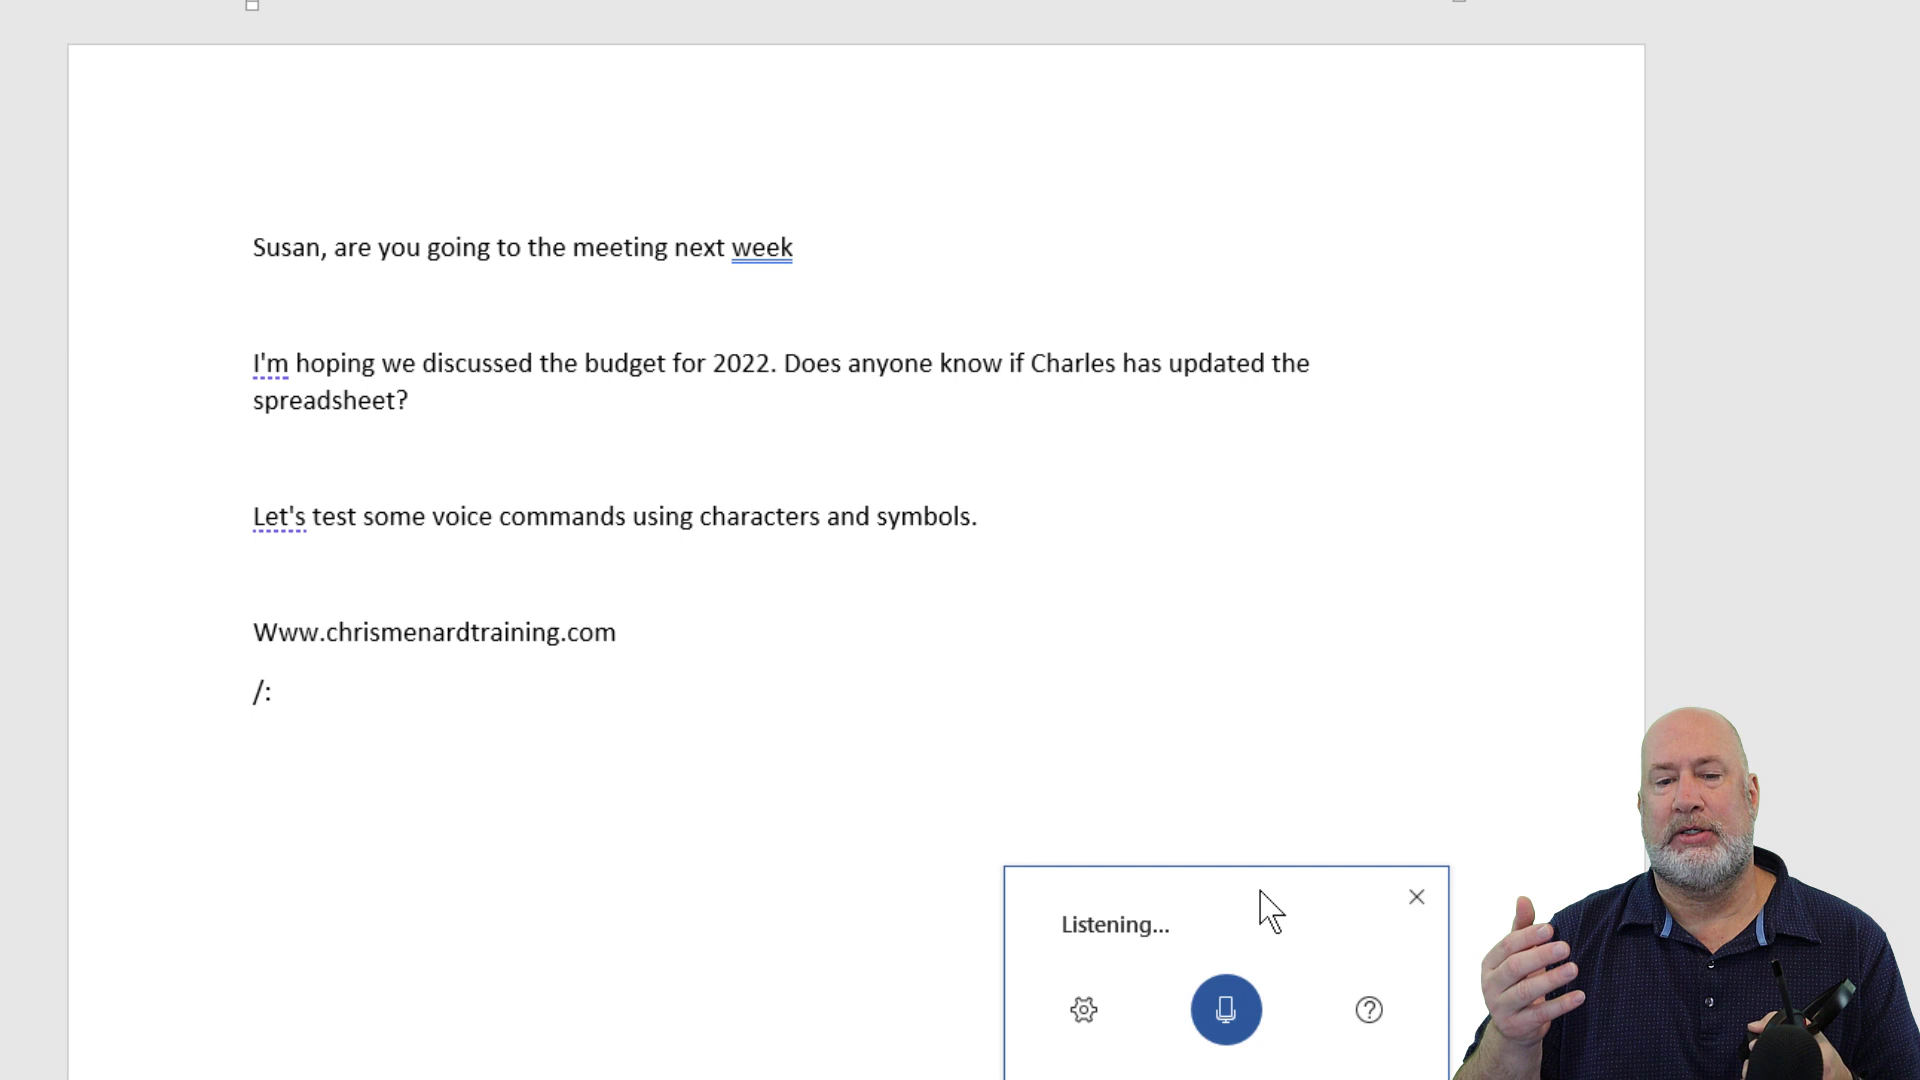 Susan, are you going to the meeting next week
I'm hoping we discussed the budget for 2022. Does anyone know if Charles has updated the
spreadsheet?
Let's test some voice commands using characters and symbols.
Www.chrismenardtraining.com
/:
Listening...